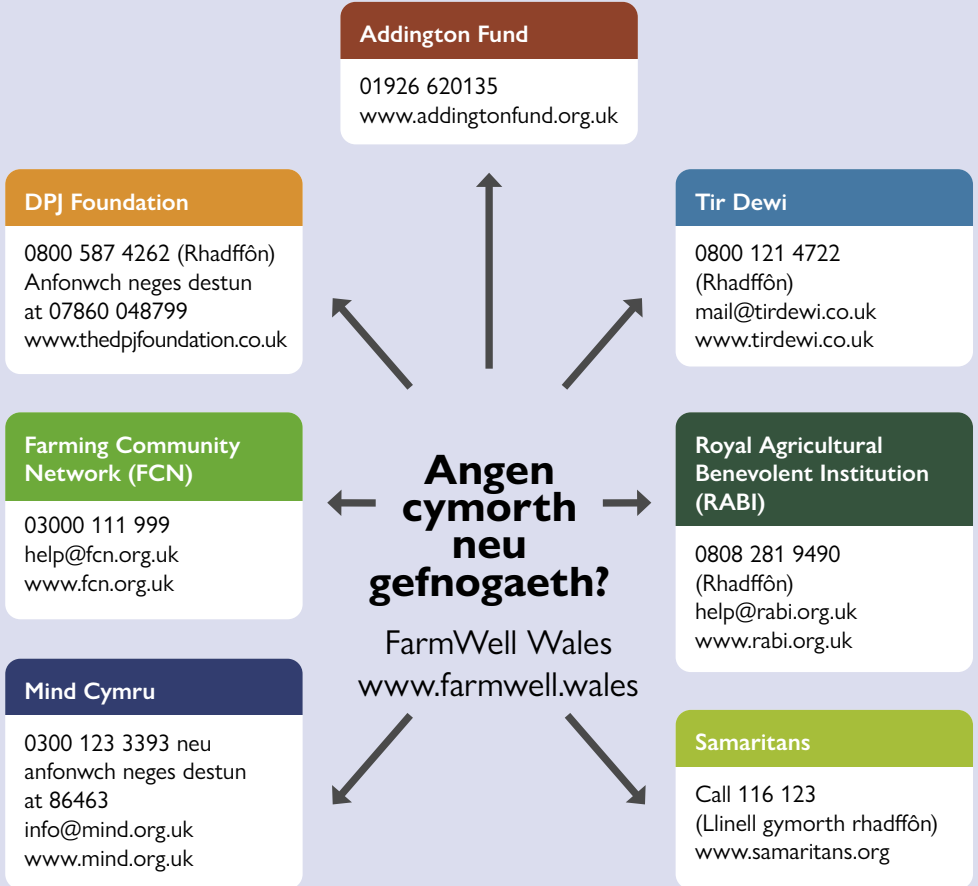 Addington Fund
01926 620135
www.addingtonfund.org.uk
DPJ Foundation
0800 587 4262 (Rhadffôn)
Anfonwch neges destun
at 07860 048799
www.thedpjfoundation.co.uk
Tir Dewi
0800 121 4722
(Rhadffôn)
mail@tirdewi.co.uk
www.tirdewi.co.uk
Farming Community
Network (FCN)
03000 111 999
help@fcn.org.uk
www.fcn.org.uk
Angen
cymorth
neu
gefnogaeth?
FarmWell Wales
www.farmwell.wales
Royal Agricultural
Benevolent Institution
(RABI)
0808 281 9490
(Rhadffôn)
help@rabi.org.uk
www.rabi.org.uk
Mind Cymru
0300 123 3393 neu
anfonwch neges destun
at 86463
info@mind.org.uk
www.mind.org.uk
Samaritans
Call 116 123
(Llinell gymorth rhadffôn)
www.samaritans.org